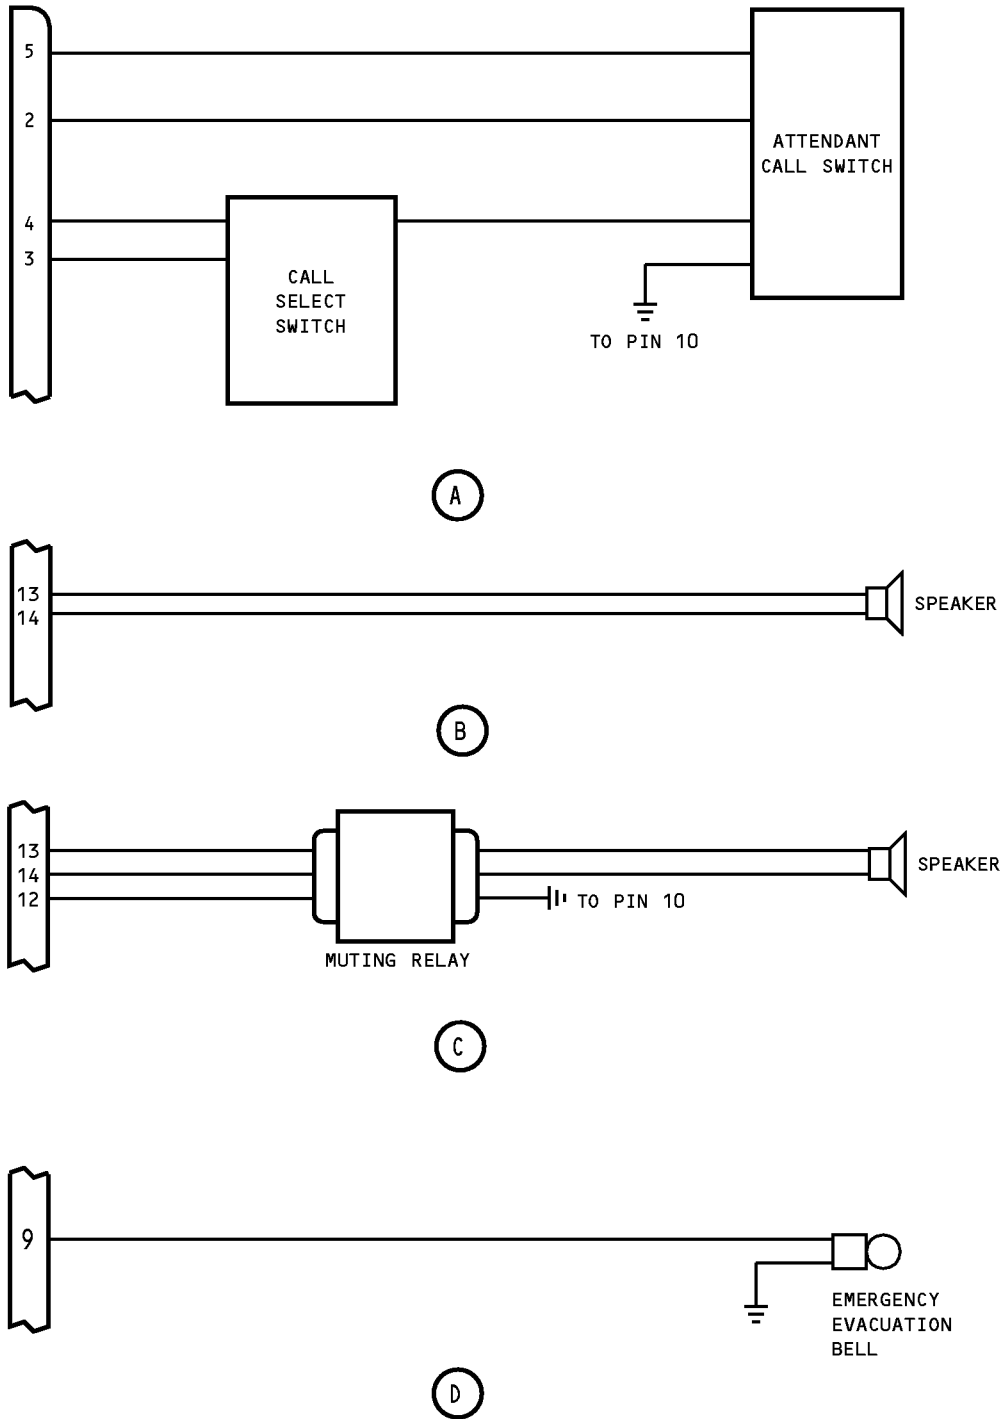 5
2
ATTENDANT
CALL SWITCH
4
3
CALL
SELECT
SWITCH
TO PIN 10
A
13
14
SPEAKER
B
13
14
12
SPEAKER
TO PIN 10
MUTING RELAY
C
9
EMERGENCY
EVACUATION
BELL
D